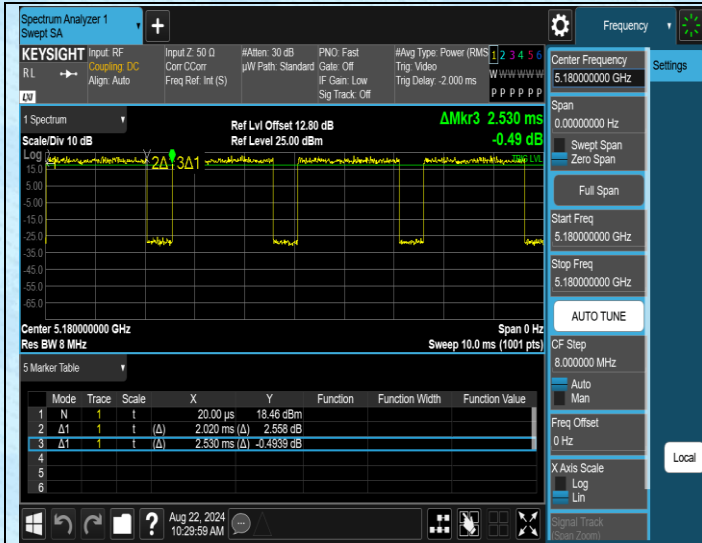 Spectrum Analyzer 1
Swept SA
+
Frequency
KEYSIGHT Input: RF Input Z: 50 Ω #Atten: 30 dB PNO: Fast #Avg Type: Power (RMS 1 2 3 4 5 6
RL Coupling: DC Corr CCorr µW Path: Standard Gate: Off Trig: Video W W W W W W
Align: Auto Freq Ref: Int (S) IF Gain: Low Trig Delay: -2.000 ms P P P P P P
LXI Sig Track: Off
1 Spectrum
Scale/Div 10 dB
Ref Lvl Offset 12.80 dB
Ref Level 25.00 dBm
ΔMkr3 2.530 ms
-0.49 dB
Log
2Δ1 3Δ1
TRIG LVL
15.0
5.00
-5.00
-15.0
-25.0
-35.0
-45.0
-55.0
-65.0
Center 5.180000000 GHz Span 0 Hz
Res BW 8 MHz Sweep 10.0 ms (1001 pts)
5 Marker Table
Mode Trace Scale X Y Function Function Width Function Value
1 N 1 t 20.00 µs 18.46 dBm
2 Δ1 1 t (Δ) 2.020 ms (Δ) 2.558 dB
3 Δ1 1 t (Δ) 2.530 ms (Δ) -0.4939 dB
4
5
6
Aug 22, 2024
10:29:59 AM
?
Center Frequency
5.180000000 GHz
Span
0.00000000 Hz
Swept Span
Zero Span
Full Span
Start Freq
5.180000000 GHz
Stop Freq
5.180000000 GHz
AUTO TUNE
CF Step
8.000000 MHz
Auto
Man
Freq Offset
0 Hz
X Axis Scale
Log
Lin
Signal Track
(Span Zoom)
Settings
Local